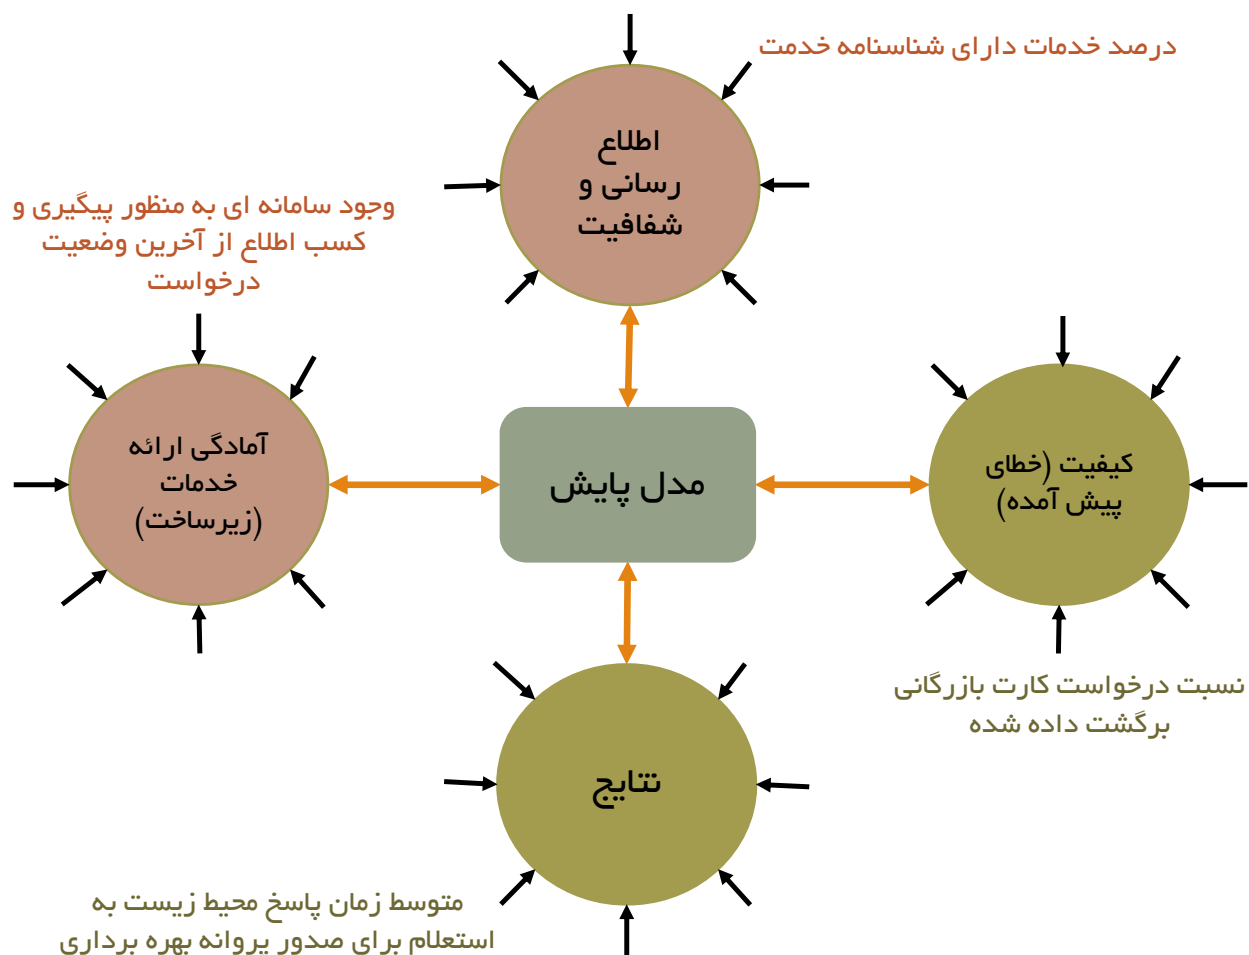 درصد خدمات دارای شناسنامه خدمت
اطلاع
رسانی و
شفافیت
وجود سامانه ای به منظور پیگیری و
کسب اطلاع از آخرین وضعیت
درخواست
آمادگی ارائه
خدمات
(زیرساخت)
مدل پایش
کیفیت (خطای
پیش آمده)
نسبت درخواست کارت بازرگانی
برگشت داده شده
نتایج
متوسط زمان پاسخ محیط زیست به
استعلام برای صدور پروانه بهره برداری